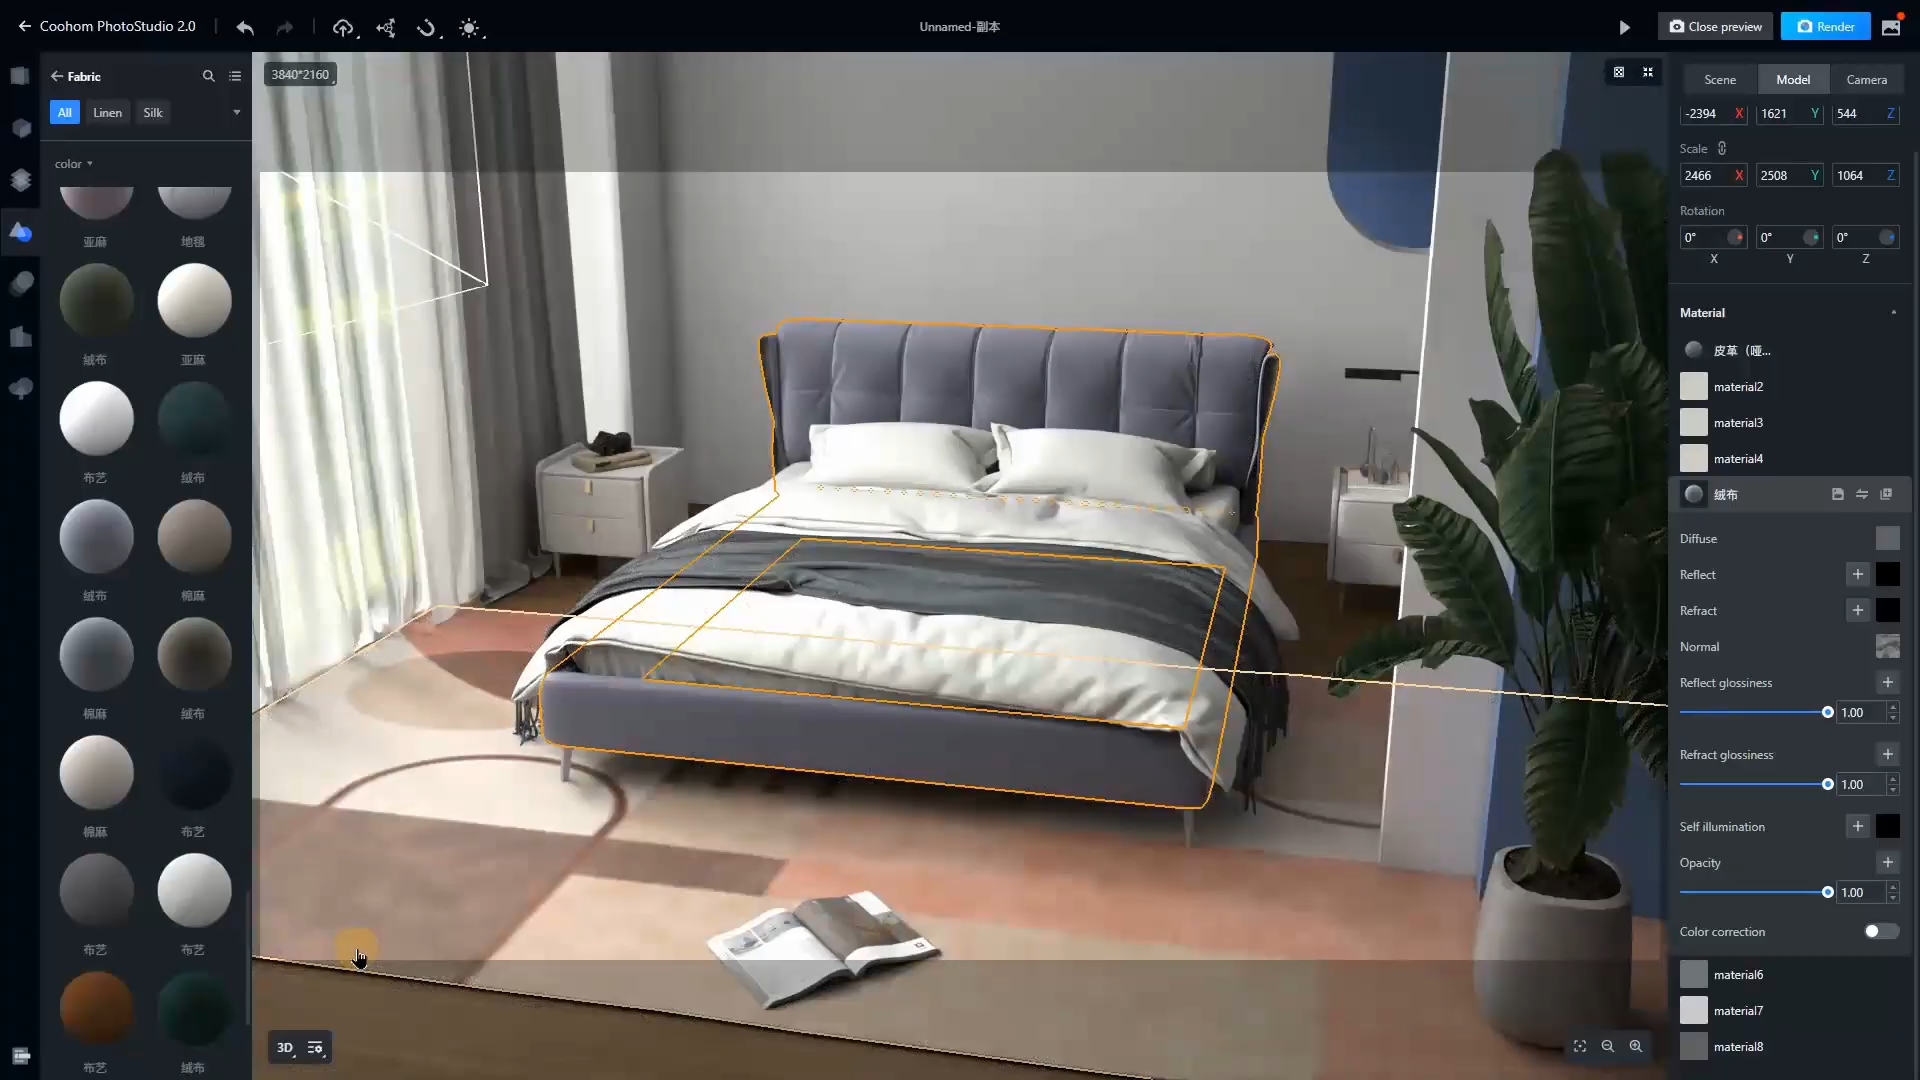 Coohom PhotoStudio 2.0
Unnamed-副本
Close preview
Render
Fabric
All
Linen
Silk
color
亚麻
地毯
绒布
亚麻
布艺
绒布
绒布
棉麻
棉麻
绒布
棉麻
布艺
布艺
布艺
布艺
绒布
3840*2160
3D
Scene
Model
Camera
-2394 X
1621 Y
544 Z
Scale
2466 X
2508 Y
1064 Z
Rotation
0°
0°
0°
X
Y
Z
Material
皮革（哑...
material2
material3
material4
绒布
Diffuse
Reflect
Refract
Normal
Reflect glossiness
1.00
Refract glossiness
1.00
Self illumination
Opacity
1.00
Color correction
material6
material7
material8